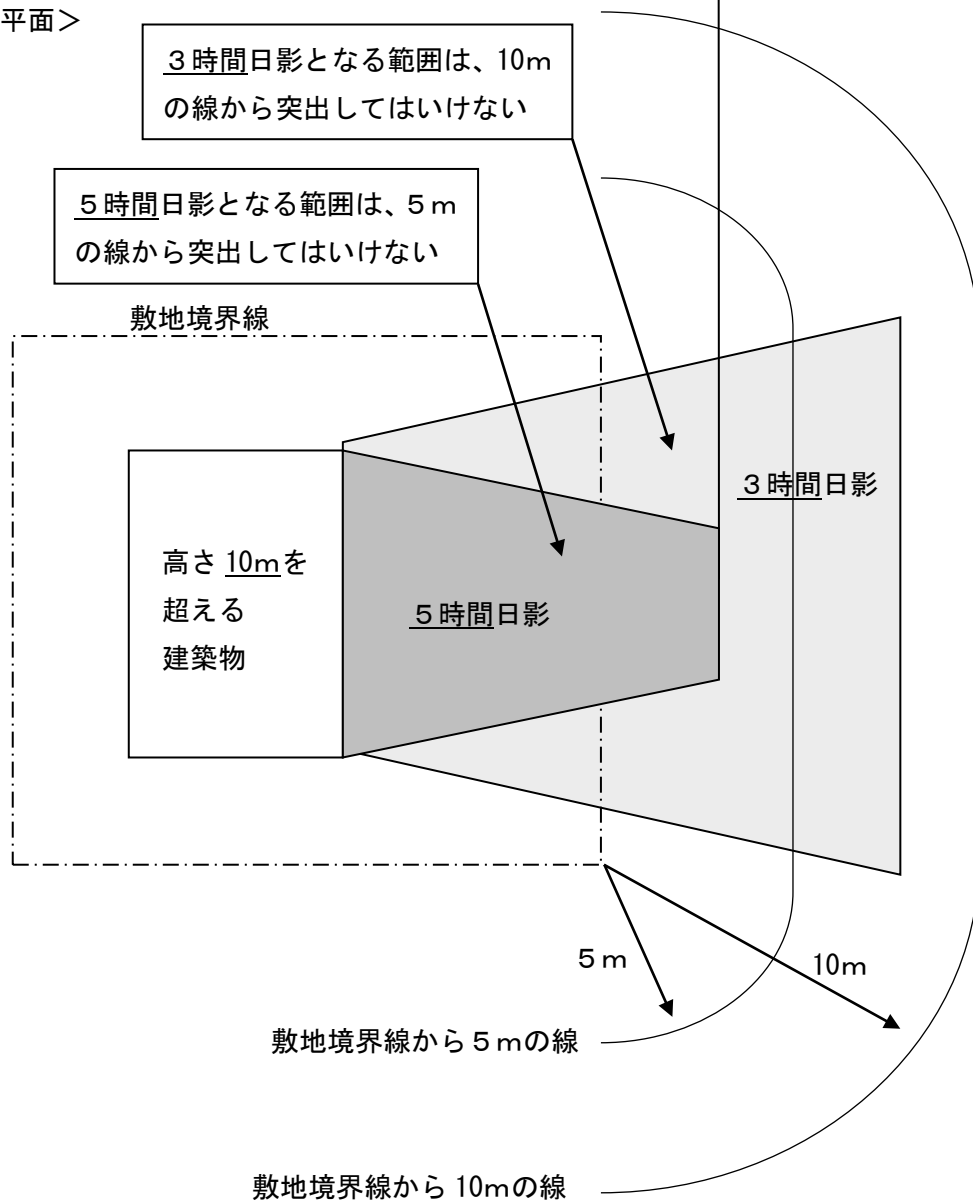 平面＞
３時間日影となる範囲は、10ｍ
の線から突出してはいけない
５時間日影となる範囲は、５ｍ
の線から突出してはいけない
敷地境界線
３時間日影
高さ 10ｍを
超える
建築物
５時間日影
５ｍ
10ｍ
敷地境界線から５ｍの線
敷地境界線から 10ｍの線